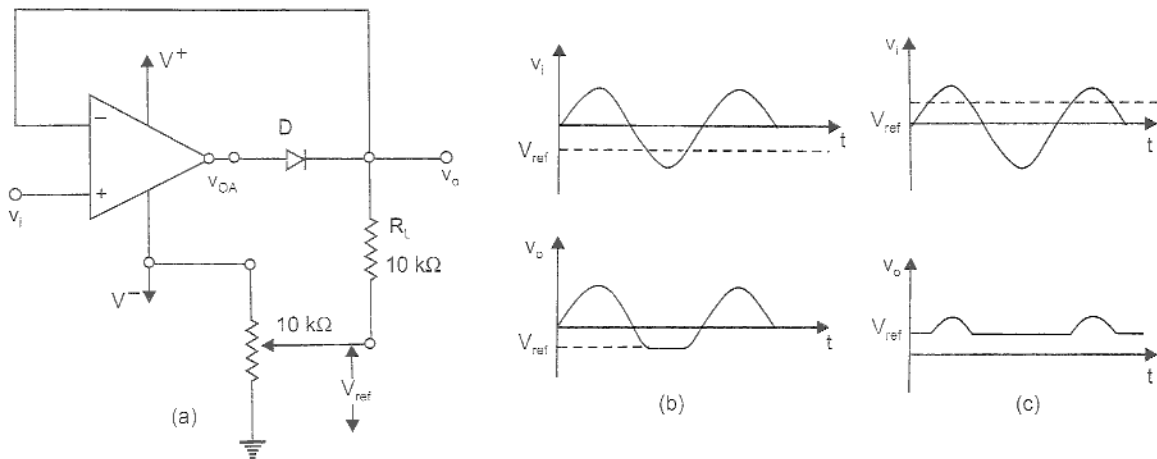 V+
−
D
+
vOA
vo
vi
RL
10 kΩ
V−
10 kΩ
Vref
(a)
vi
Vref
t
vo
Vref
t
(b)
vi
Vref
t
vo
Vref
t
(c)